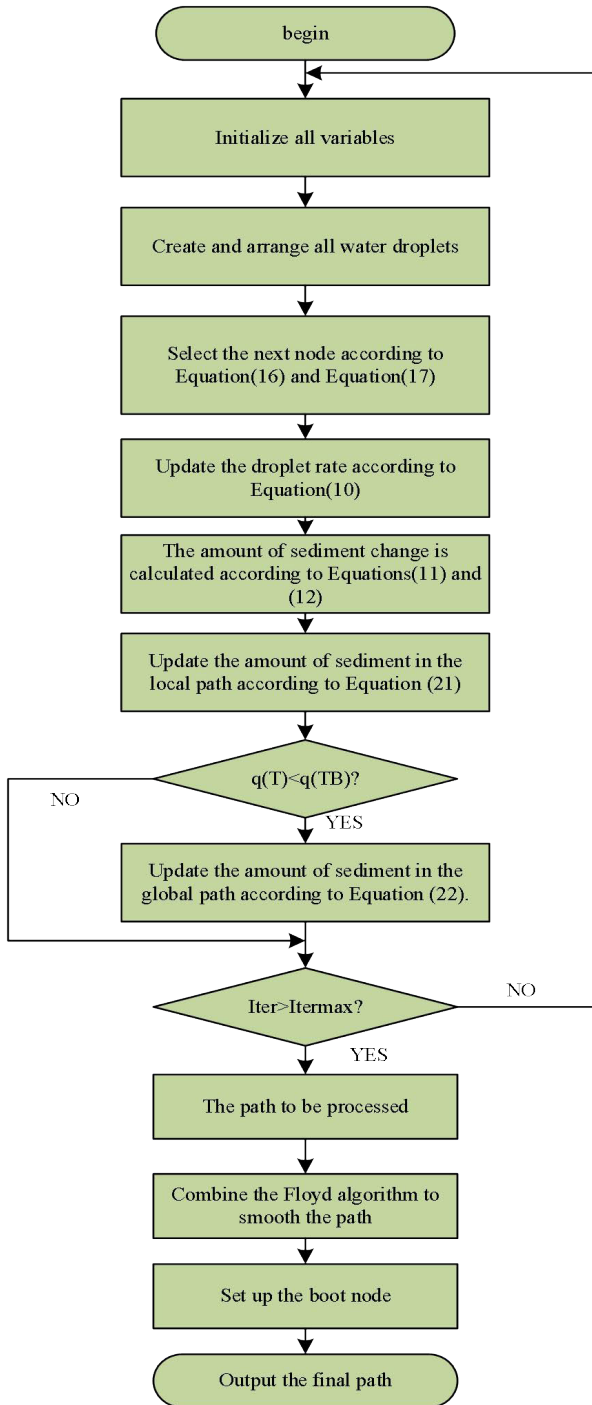 begin
Initialize all variables
Create and arrange all water droplets
Select the next node according to
Equation(16) and Equation(17)
Update the droplet rate according to
Equation(10)
The amount of sediment change is
calculated according to Equations(11) and
(12)
Update the amount of sediment in the
local path according to Equation (21)
q(T)<q(TB)?
NO
YES
Update the amount of sediment in the
global path according to Equation (22).
Iter>Itermax?
NO
YES
The path to be processed
Combine the Floyd algorithm to
smooth the path
Set up the boot node
Output the final path